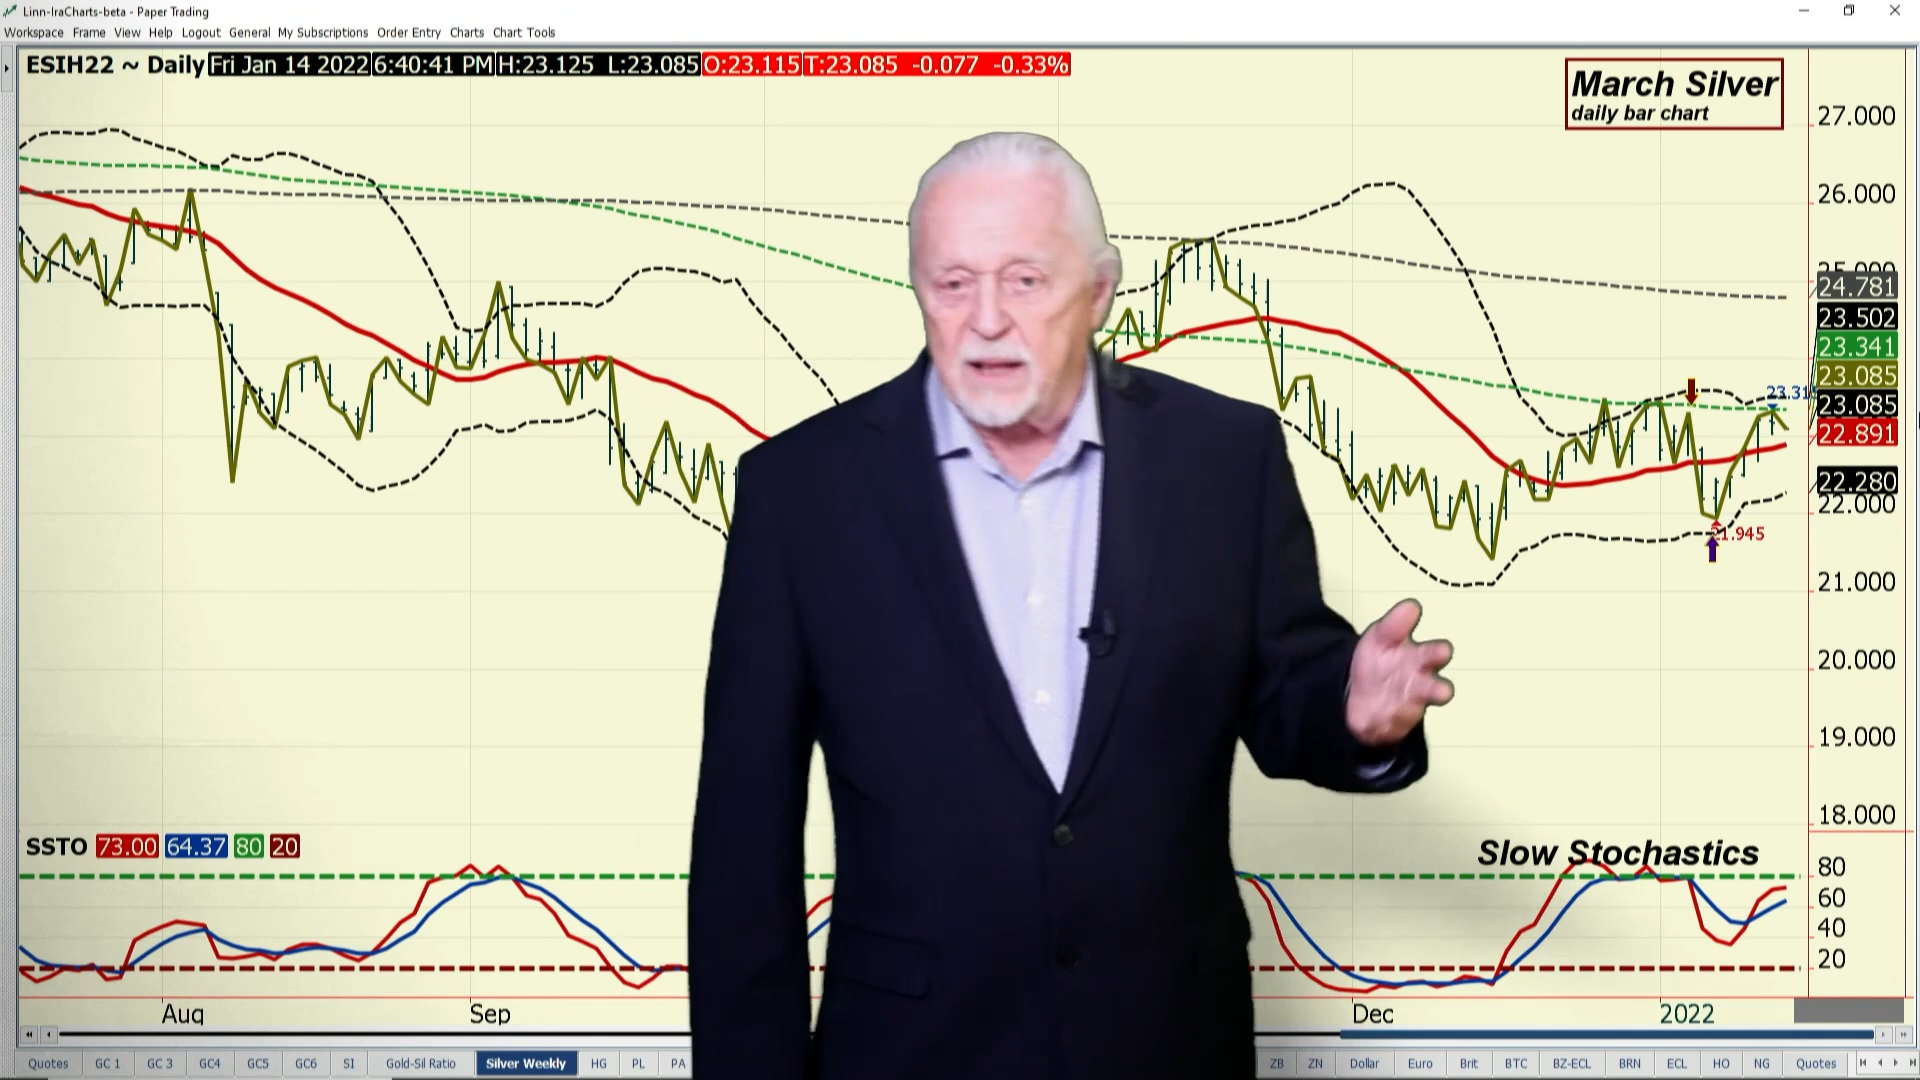 Linn-IraCharts-beta - Paper Trading
Workspace Frame View Help Logout General My Subscriptions Order Entry Charts Chart Tools
ESIH22 ~ Daily Fri Jan 14 2022 6:40:41 PM H:23.125 L:23.085 O:23.115 T:23.085 -0.077 -0.33%
March Silver
daily bar chart
27.000
26.000
25.000
24.781
23.502
23.341
23.085
23.085
22.891
22.280
22.000
21.945
21.000
20.000
19.000
18.000
SSTO 73.00 64.37 80 20
Slow Stochastics
80
60
40
20
Aug Sep Dec 2022
Quotes GC 1 GC 3 GC4 GC5 GC6 SI Gold-Sil Ratio Silver Weekly HG PL PA ZB ZN Dollar Euro Brit BTC BZ-ECL BRN ECL HO NG Quotes